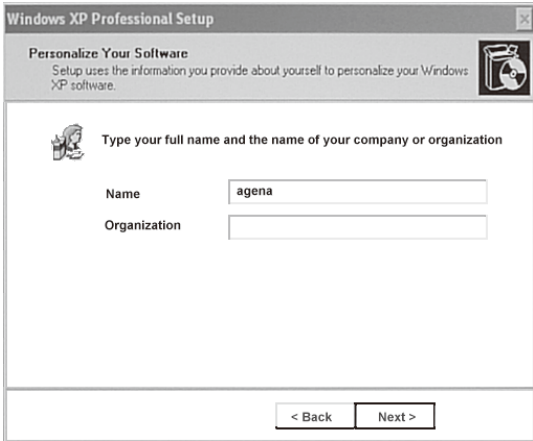 Windows XP Professional Setup
Personalize Your Software
Setup uses the information you provide about yourself to personalize your Windows
XP software.
Type your full name and the name of your company or organization
Name
agena
Organization
< Back
Next >